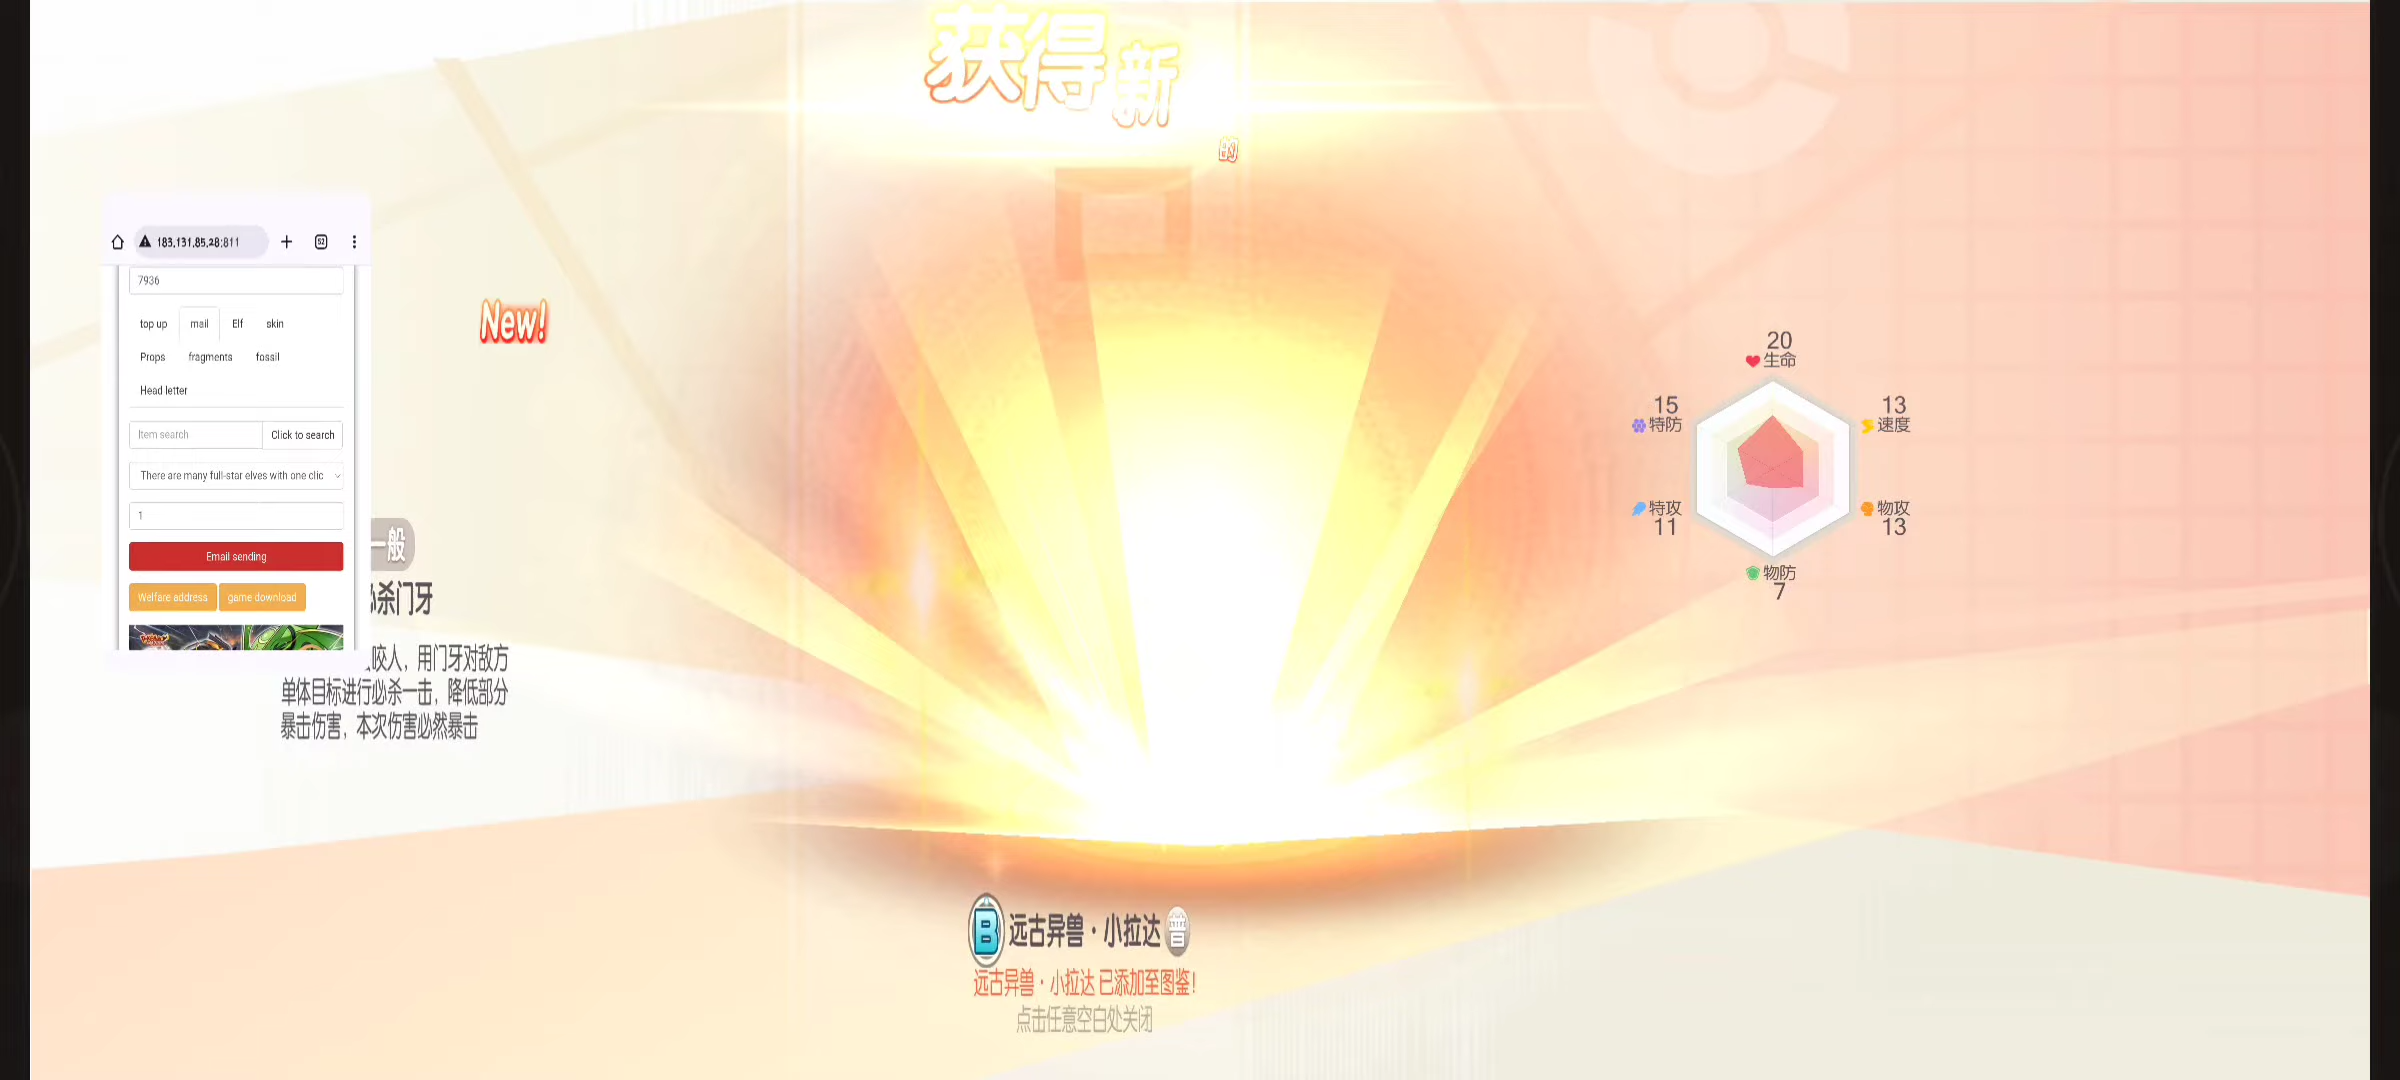 获得新
的
183.131.85.28:811
52
7936
top up mail Elf skin
Props fragments fossil
Head letter
Item search Click to search
There are many full-star elves with one clic
1
Email sending
Welfare address game download
New!
一般
必杀门牙
咬人，用门牙对敌方
单体目标进行必杀一击，降低部分
暴击伤害，本次伤害必然暴击
20
生命
15
特防
13
速度
特攻
11
物攻
13
物防
7
B 远古异兽·小拉达 普
远古异兽·小拉达 已添加至图鉴!
点击任意空白处关闭